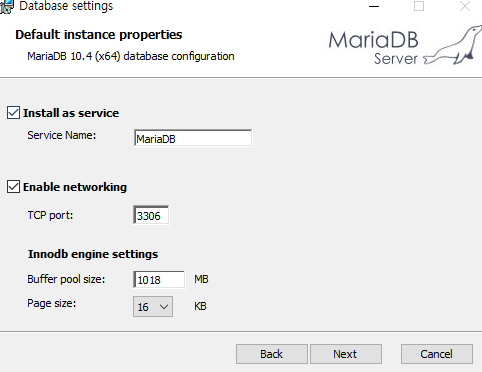 Database settings
Default instance properties
MariaDB 10.4 (x64) database configuration
MariaDB
Server
Install as service
Service Name: MariaDB
Enable networking
TCP port: 3306
Innodb engine settings
Buffer pool size: 1018 MB
Page size: 16 KB
Back Next Cancel